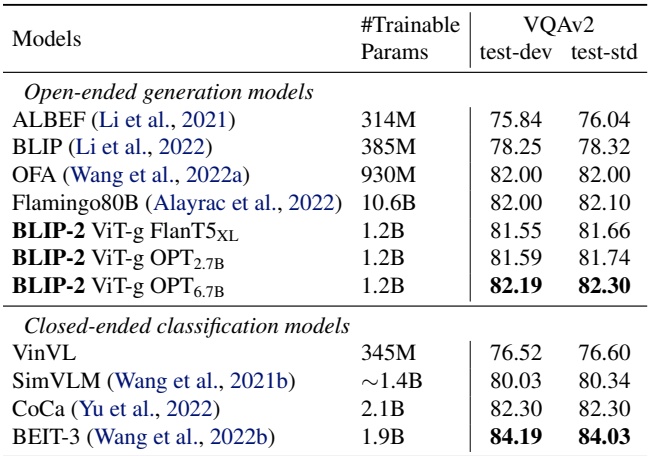 Models #Trainable Params VQAv2
test-dev test-std
Open-ended generation models
ALBEF (Li et al., 2021) 314M 75.84 76.04
BLIP (Li et al., 2022) 385M 78.25 78.32
OFA (Wang et al., 2022a) 930M 82.00 82.00
Flamingo80B (Alayrac et al., 2022) 10.6B 82.00 82.10
BLIP-2 ViT-g FlanT5XL 1.2B 81.55 81.66
BLIP-2 ViT-g OPT2.7B 1.2B 81.59 81.74
BLIP-2 ViT-g OPT6.7B 1.2B 82.19 82.30
Closed-ended classification models
VinVL 345M 76.52 76.60
SimVLM (Wang et al., 2021b) ∼1.4B 80.03 80.34
CoCa (Yu et al., 2022) 2.1B 82.30 82.30
BEIT-3 (Wang et al., 2022b) 1.9B 84.19 84.03